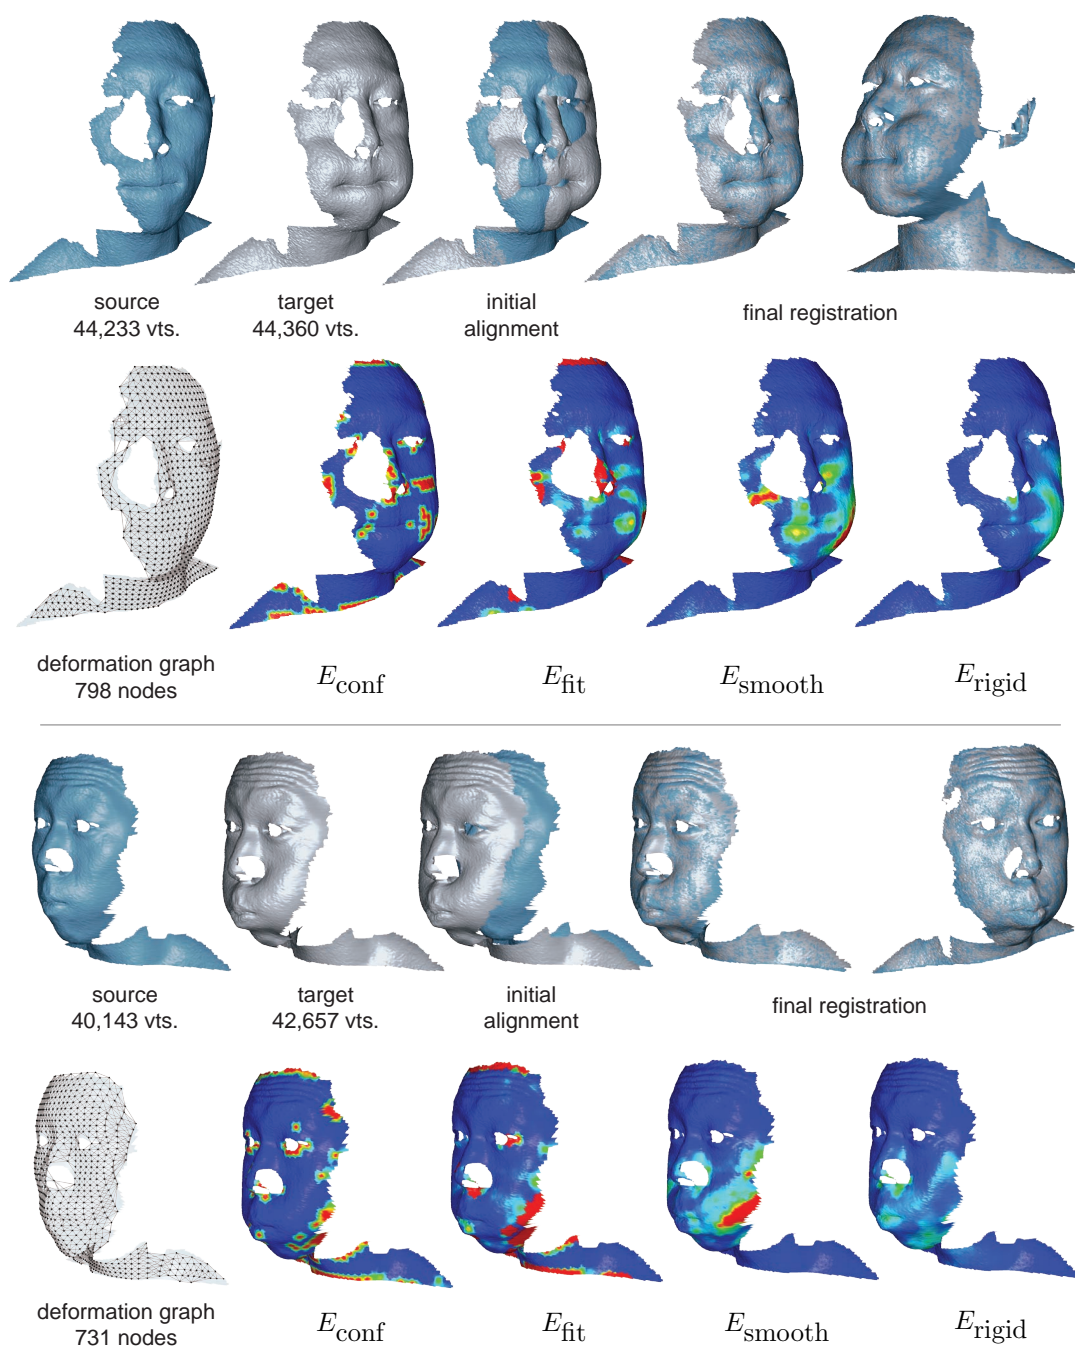 source
44,233 vts.
target
44,360 vts.
initial
alignment
final registration
deformation graph
798 nodes
E_conf
E_fit
E_smooth
E_rigid
source
40,143 vts.
target
42,657 vts.
initial
alignment
final registration
deformation graph
731 nodes
E_conf
E_fit
E_smooth
E_rigid